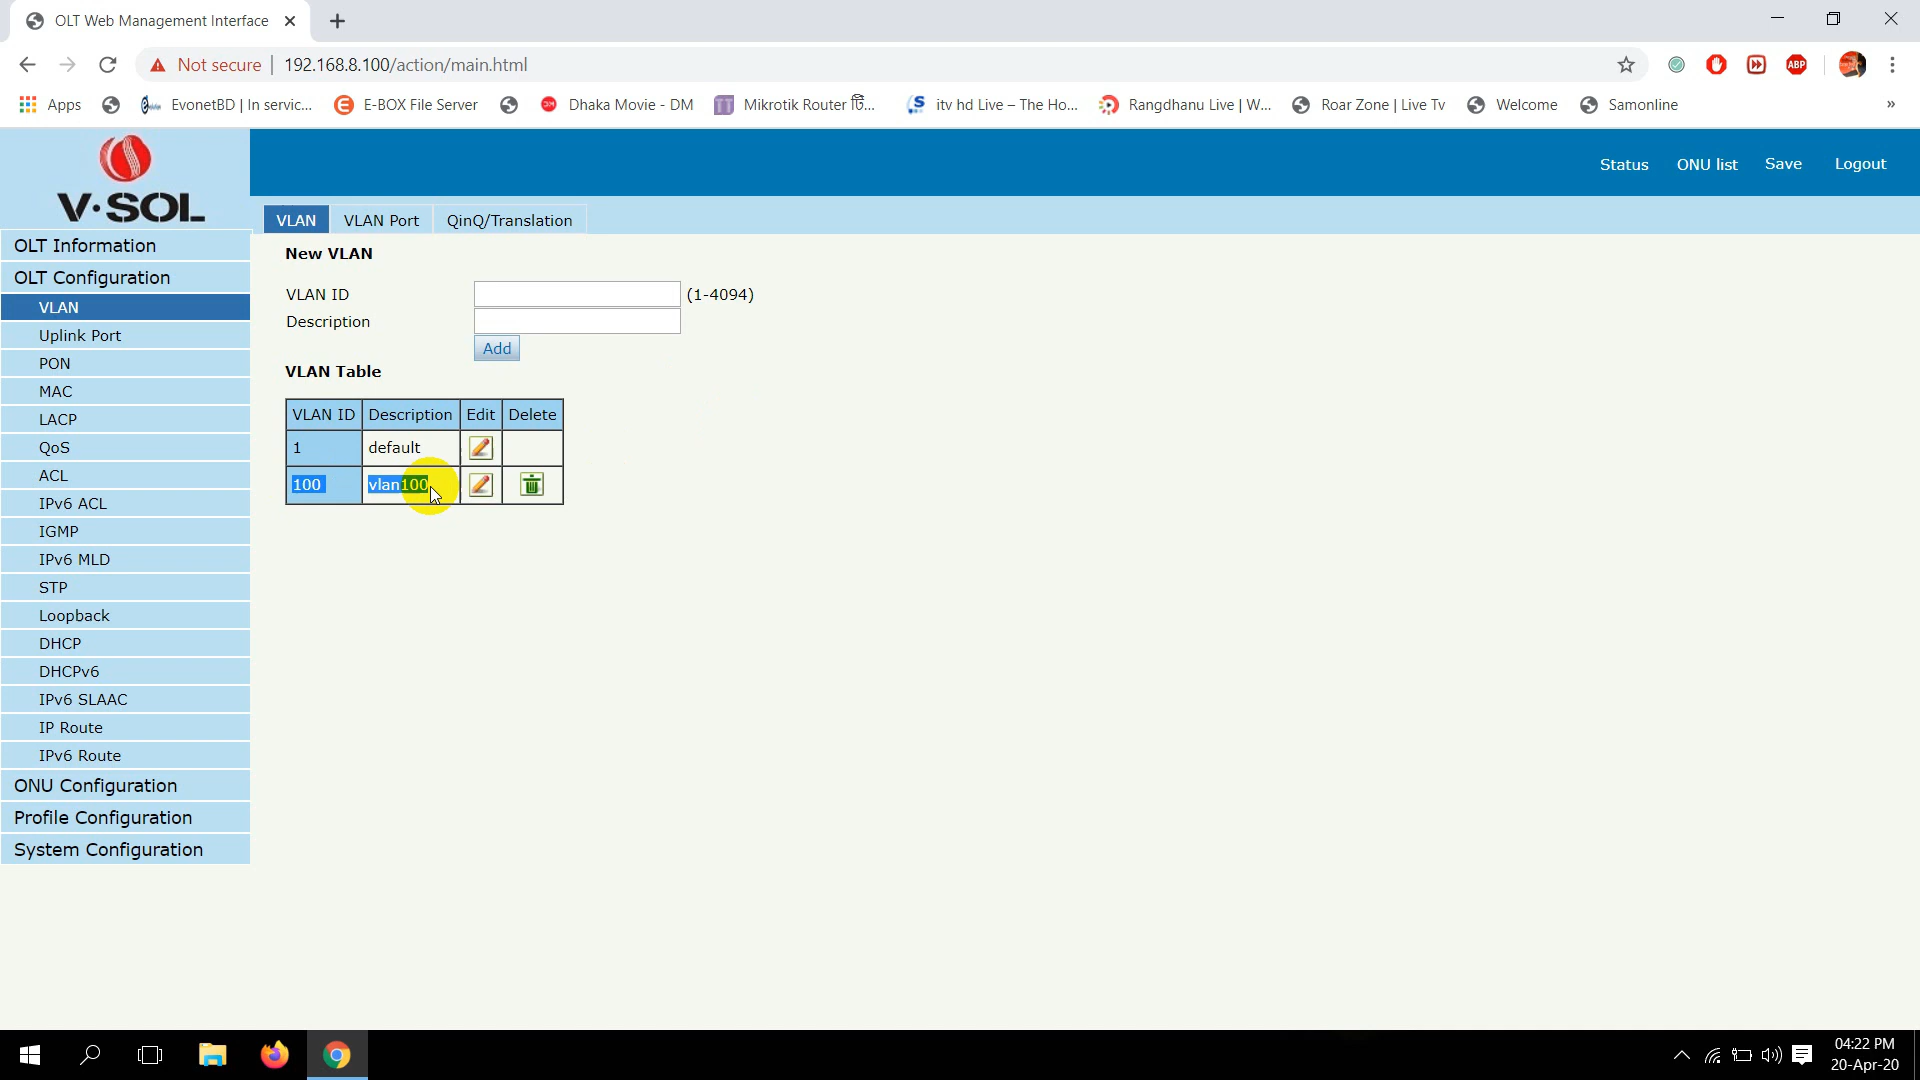 OLT Web Management Interface
Not secure | 192.168.8.100/action/main.html
ABP
Apps EvonetBD | In servic... E-BOX File Server Dhaka Movie - DM Mikrotik Router টি... itv hd Live – The Ho... Rangdhanu Live | W... Roar Zone | Live Tv Welcome Samonline »
V·SOL
Status ONU list Save Logout
VLAN VLAN Port QinQ/Translation
OLT Information
OLT Configuration
VLAN
Uplink Port
PON
MAC
LACP
QoS
ACL
IPv6 ACL
IGMP
IPv6 MLD
STP
Loopback
DHCP
DHCPv6
IPv6 SLAAC
IP Route
IPv6 Route
ONU Configuration
Profile Configuration
System Configuration
New VLAN
VLAN ID (1-4094)
Description
Add
VLAN Table
VLAN ID Description Edit Delete
1 default
100 vlan100
04:22 PM
20-Apr-20